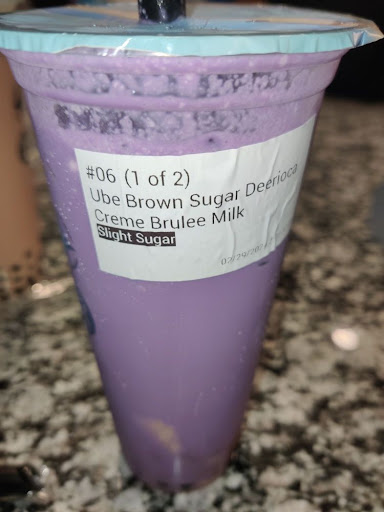 #06 (1 of 2)
Ube Brown Sugar Deerioca
Creme Brulee Milk
Slight Sugar